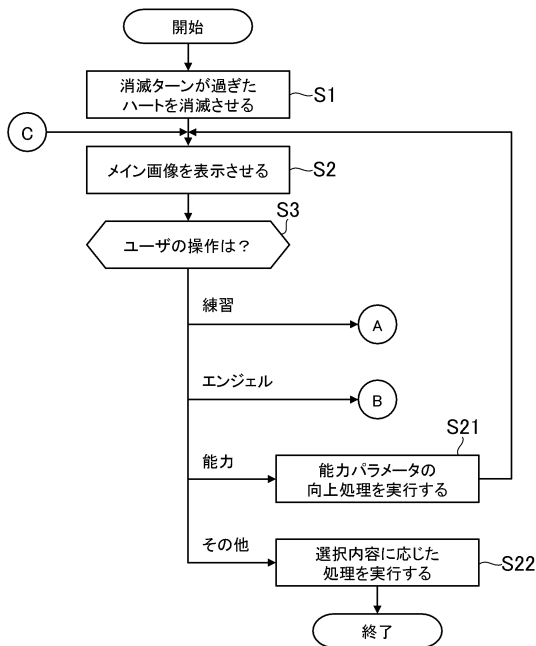 開始
消滅ターンが過ぎた
ハートを消滅させる
S1
C
メイン画像を表示させる
S2
S3
ユーザの操作は？
練習
A
エンジェル
B
能力
S21
能力パラメータの
向上処理を実行する
その他
選択内容に応じた
処理を実行する
S22
終了